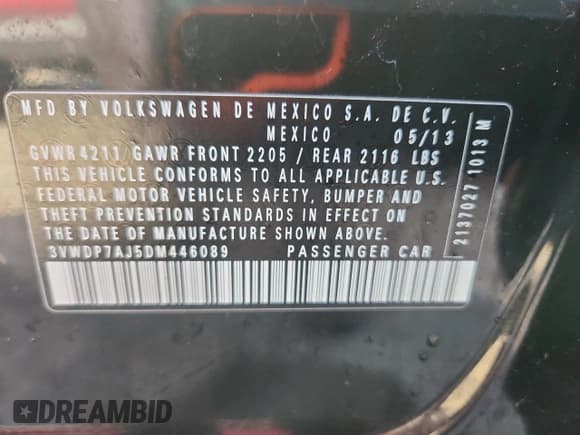 MFD BY VOLKSWAGEN DE MEXICO S.A. DE C.V.
MEXICO 05/13
GVWR 4211 / GAWR FRONT 2205 / REAR 2116 LBS
THIS VEHICLE CONFORMS TO ALL APPLICABLE U.S.
FEDERAL MOTOR VEHICLE SAFETY, BUMPER AND
THEFT PREVENTION STANDARDS IN EFFECT ON
THE DATE OF MANUFACTURE SHOWN ABOVE.
3VWDP7AJ5DM446089 PASSENGER CAR
2137027 1013 M
DREAMBID